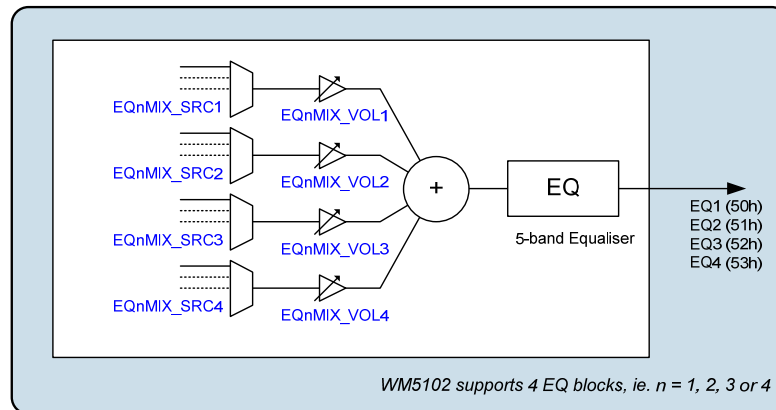 EQnMIX_SRC1
EQnMIX_VOL1
EQnMIX_SRC2
EQnMIX_VOL2
EQnMIX_SRC3
EQnMIX_VOL3
EQnMIX_SRC4
EQnMIX_VOL4
+
EQ
5-band Equaliser
EQ1 (50h)
EQ2 (51h)
EQ3 (52h)
EQ4 (53h)
WM5102 supports 4 EQ blocks, ie. n = 1, 2, 3 or 4